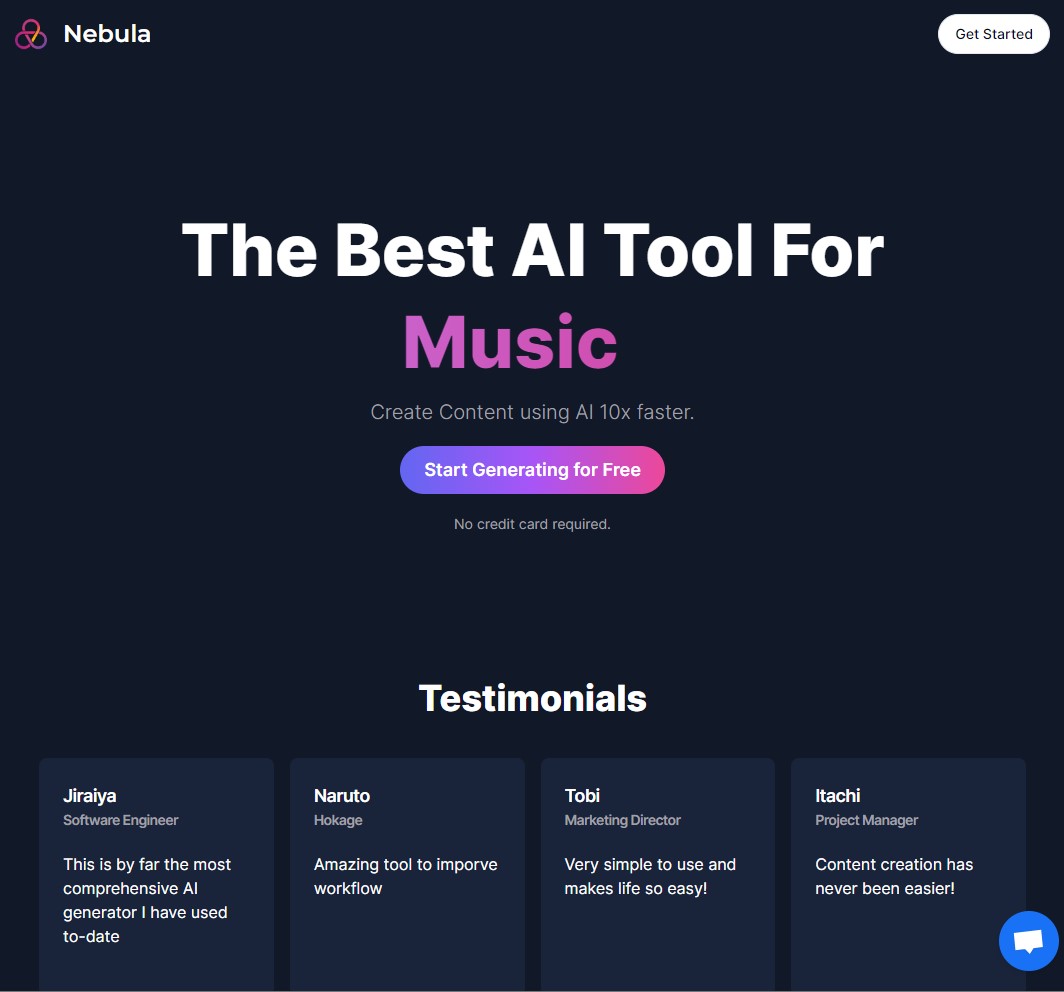 Nebula
Get Started
The Best AI Tool For
Music
Create Content using AI 10x faster.
Start Generating for Free
No credit card required.
Testimonials
Jiraiya
Software Engineer
This is by far the most
comprehensive AI
generator I have used
to-date
Naruto
Hokage
Amazing tool to imporve
workflow
Tobi
Marketing Director
Very simple to use and
makes life so easy!
Itachi
Project Manager
Content creation has
never been easier!